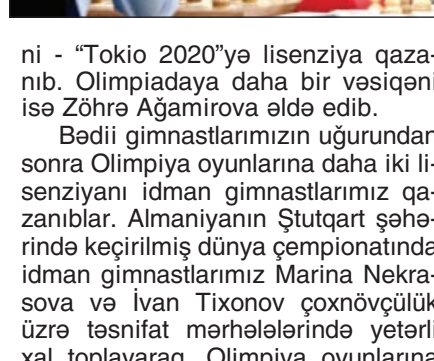 ni - “Tokio 2020”yə lisenziya qaza-
nıb. Olimpiadaya daha bir vəsiqəni
isə Zöhrə Ağamirova əldə edib.
Bədii gimnastlarımızın uğurundan
sonra Olimpiya oyunlarına daha iki li-
senziyanı idman gimnastlarımız qa-
zanıblar. Almaniyanın Ştutqart şəhə-
rində keçirilmiş dünya çempionatında
idman gimnastlarımız Marina Nekra-
sova və İvan Tixonov çoxnövçülük
üzrə təsnifat mərhələlərində yetərli
xal toplayaraq, Olimpiya oyunlarına